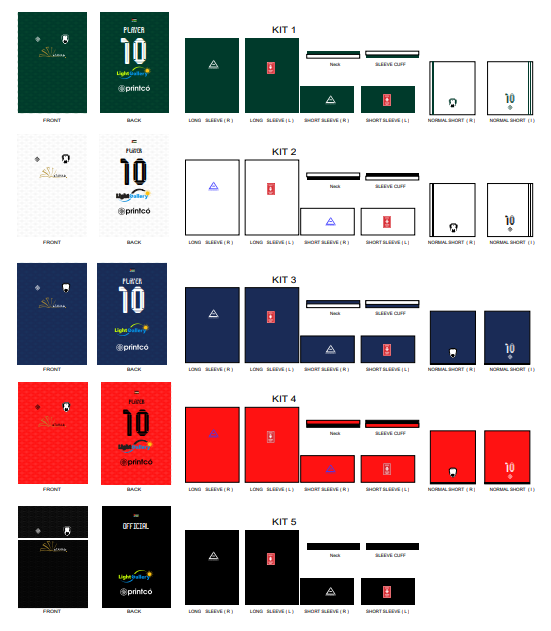 KIT 1
PLAYER
10
LightGallery
printcó
Neck
SLEEVE CUFF
10
FRONT
BACK
LONG SLEEVE ( R )
LONG SLEEVE ( L )
SHORT SLEEVE ( R )
SHORT SLEEVE ( L )
NORMAL SHORT ( R )
NORMAL SHORT ( I )
KIT 2
PLAYER
10
LightGallery
printcó
Neck
SLEEVE CUFF
10
FRONT
BACK
LONG SLEEVE ( R )
LONG SLEEVE ( L )
SHORT SLEEVE ( R )
SHORT SLEEVE ( L )
NORMAL SHORT ( R )
NORMAL SHORT ( I )
KIT 3
PLAYER
10
LightGallery
printcó
Neck
SLEEVE CUFF
10
FRONT
BACK
LONG SLEEVE ( R )
LONG SLEEVE ( L )
SHORT SLEEVE ( R )
SHORT SLEEVE ( L )
NORMAL SHORT ( R )
NORMAL SHORT ( I )
KIT 4
PLAYER
10
LightGallery
printcó
Neck
SLEEVE CUFF
10
FRONT
BACK
LONG SLEEVE ( R )
LONG SLEEVE ( L )
SHORT SLEEVE ( R )
SHORT SLEEVE ( L )
NORMAL SHORT ( R )
NORMAL SHORT ( I )
KIT 5
OFFICIAL
LightGallery
printcó
Neck
SLEEVE CUFF
FRONT
BACK
LONG SLEEVE ( R )
LONG SLEEVE ( L )
SHORT SLEEVE ( R )
SHORT SLEEVE ( L )